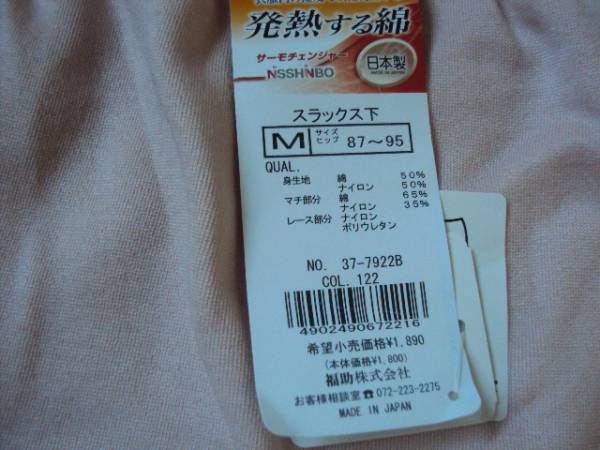 発熱する綿
サーモチェンジャー
NISSHINBO
日本製
MADE IN JAPAN
スラックス下
M サイズ ヒップ 87〜95
QUAL.
身生地 綿 50%
ナイロン 50%
マチ部分 綿 65%
ナイロン 35%
レース部分 ナイロン
ポリウレタン
NO. 37-7922B
COL. 122
4902490672216
希望小売価格¥1,890
(本体価格¥1,800)
福助株式会社
お客様相談室☎072-223-2275
MADE IN JAPAN